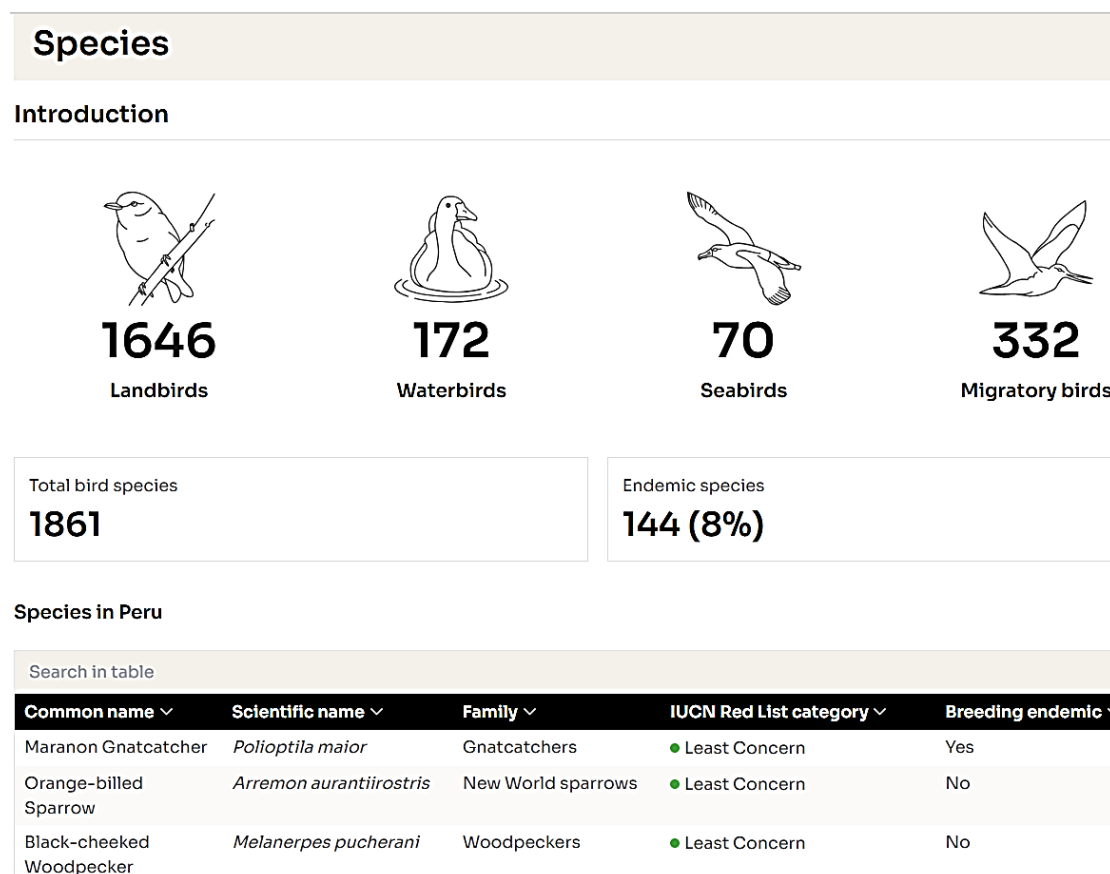 Species
Introduction
1646
172
70
332
Landbirds
Waterbirds
Seabirds
Migratory birds
Total bird species
Endemic species
1861
144 (8%)
Species in Peru
Search in table
Common name Scientific name Family IUCN Red List category Breeding endemic
Maranon Gnatcatcher Polioptila maior Gnatcatchers Least Concern Yes
Orange-billed Arremon aurantiirostris New World sparrows Least Concern No
Sparrow
Black-cheeked Melanerpes pucherani Woodpeckers Least Concern No
Woodpecker